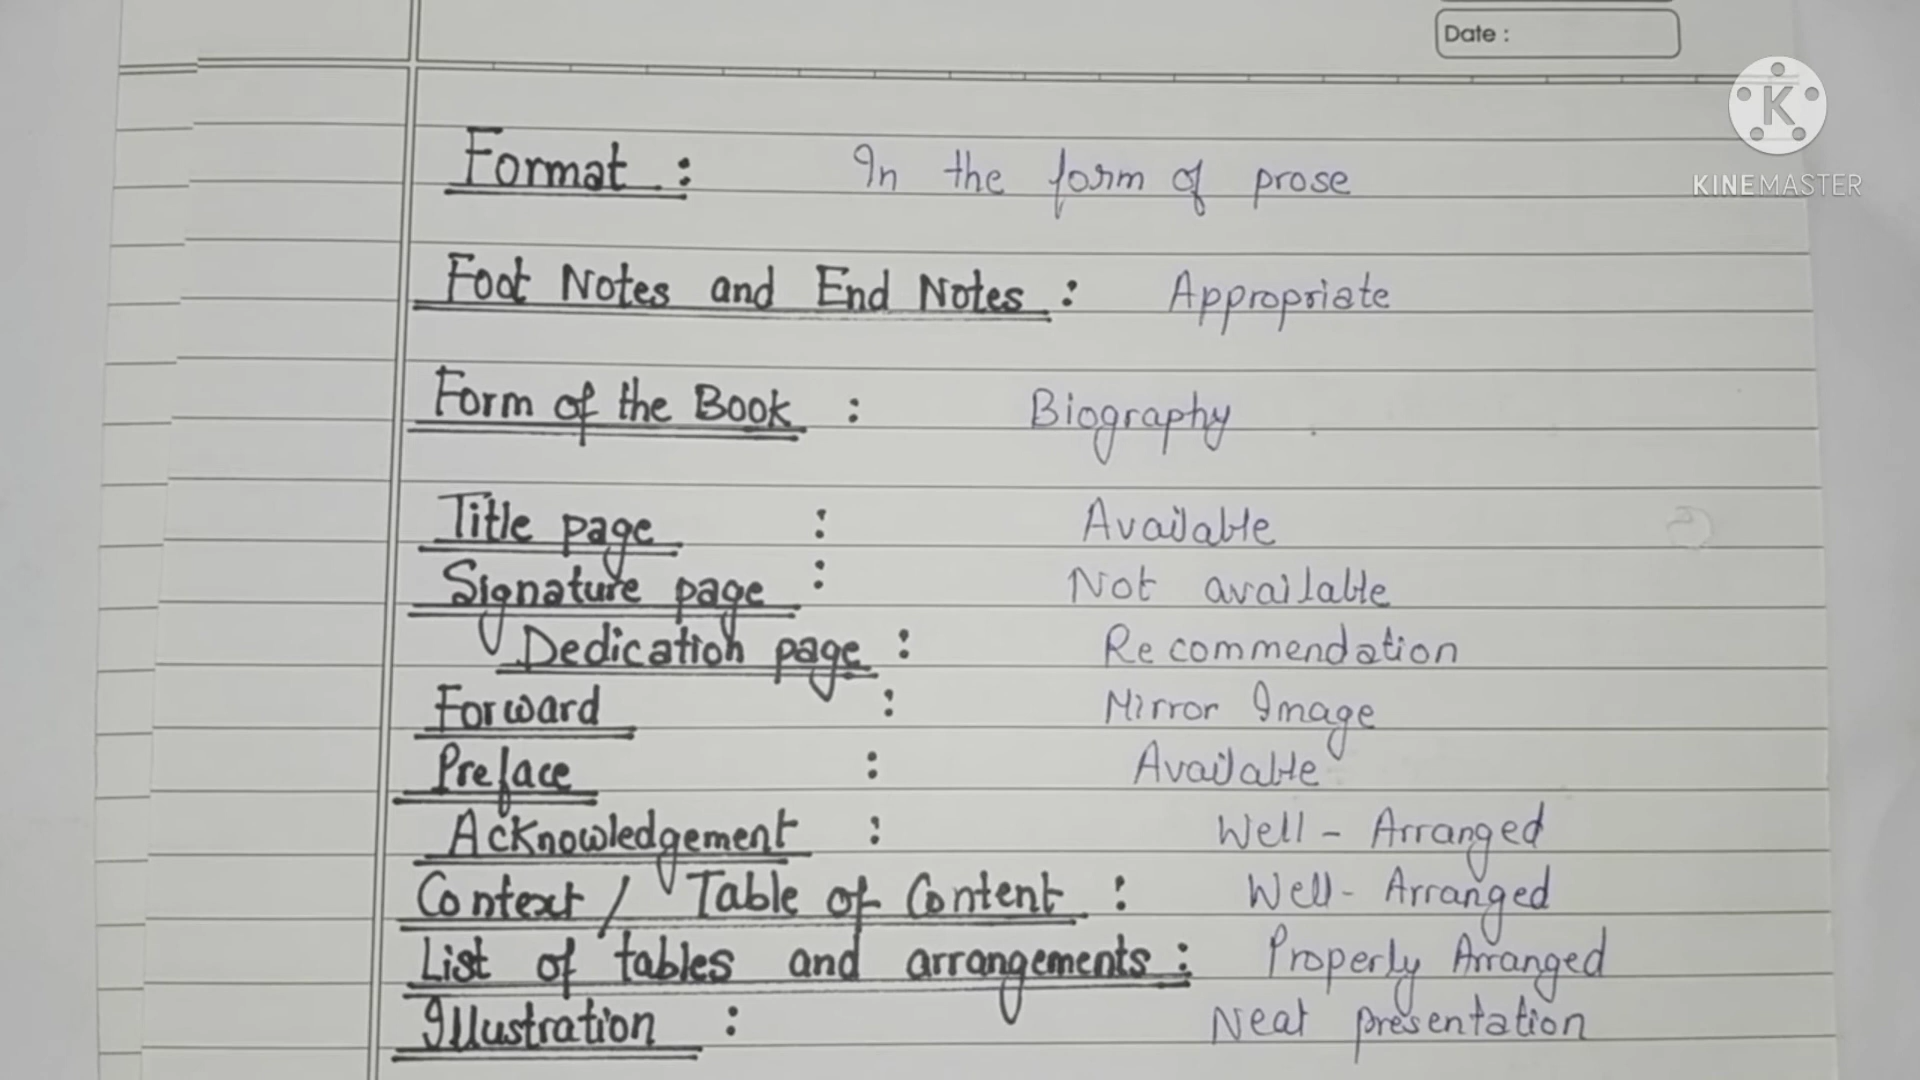 Date :
K
KINEMASTER
Format : In the form of prose
Foot Notes and End Notes : Appropriate
Form of the Book : Biography
Title page : Available
Signature page : Not available
Dedication page : Recommendation
Forward : Mirror Image
Preface : Available
Acknowledgement : Well - Arranged
Context / Table of Content : Well - Arranged
List of tables and arrangements : Properly Arranged
Illustration : Neat presentation